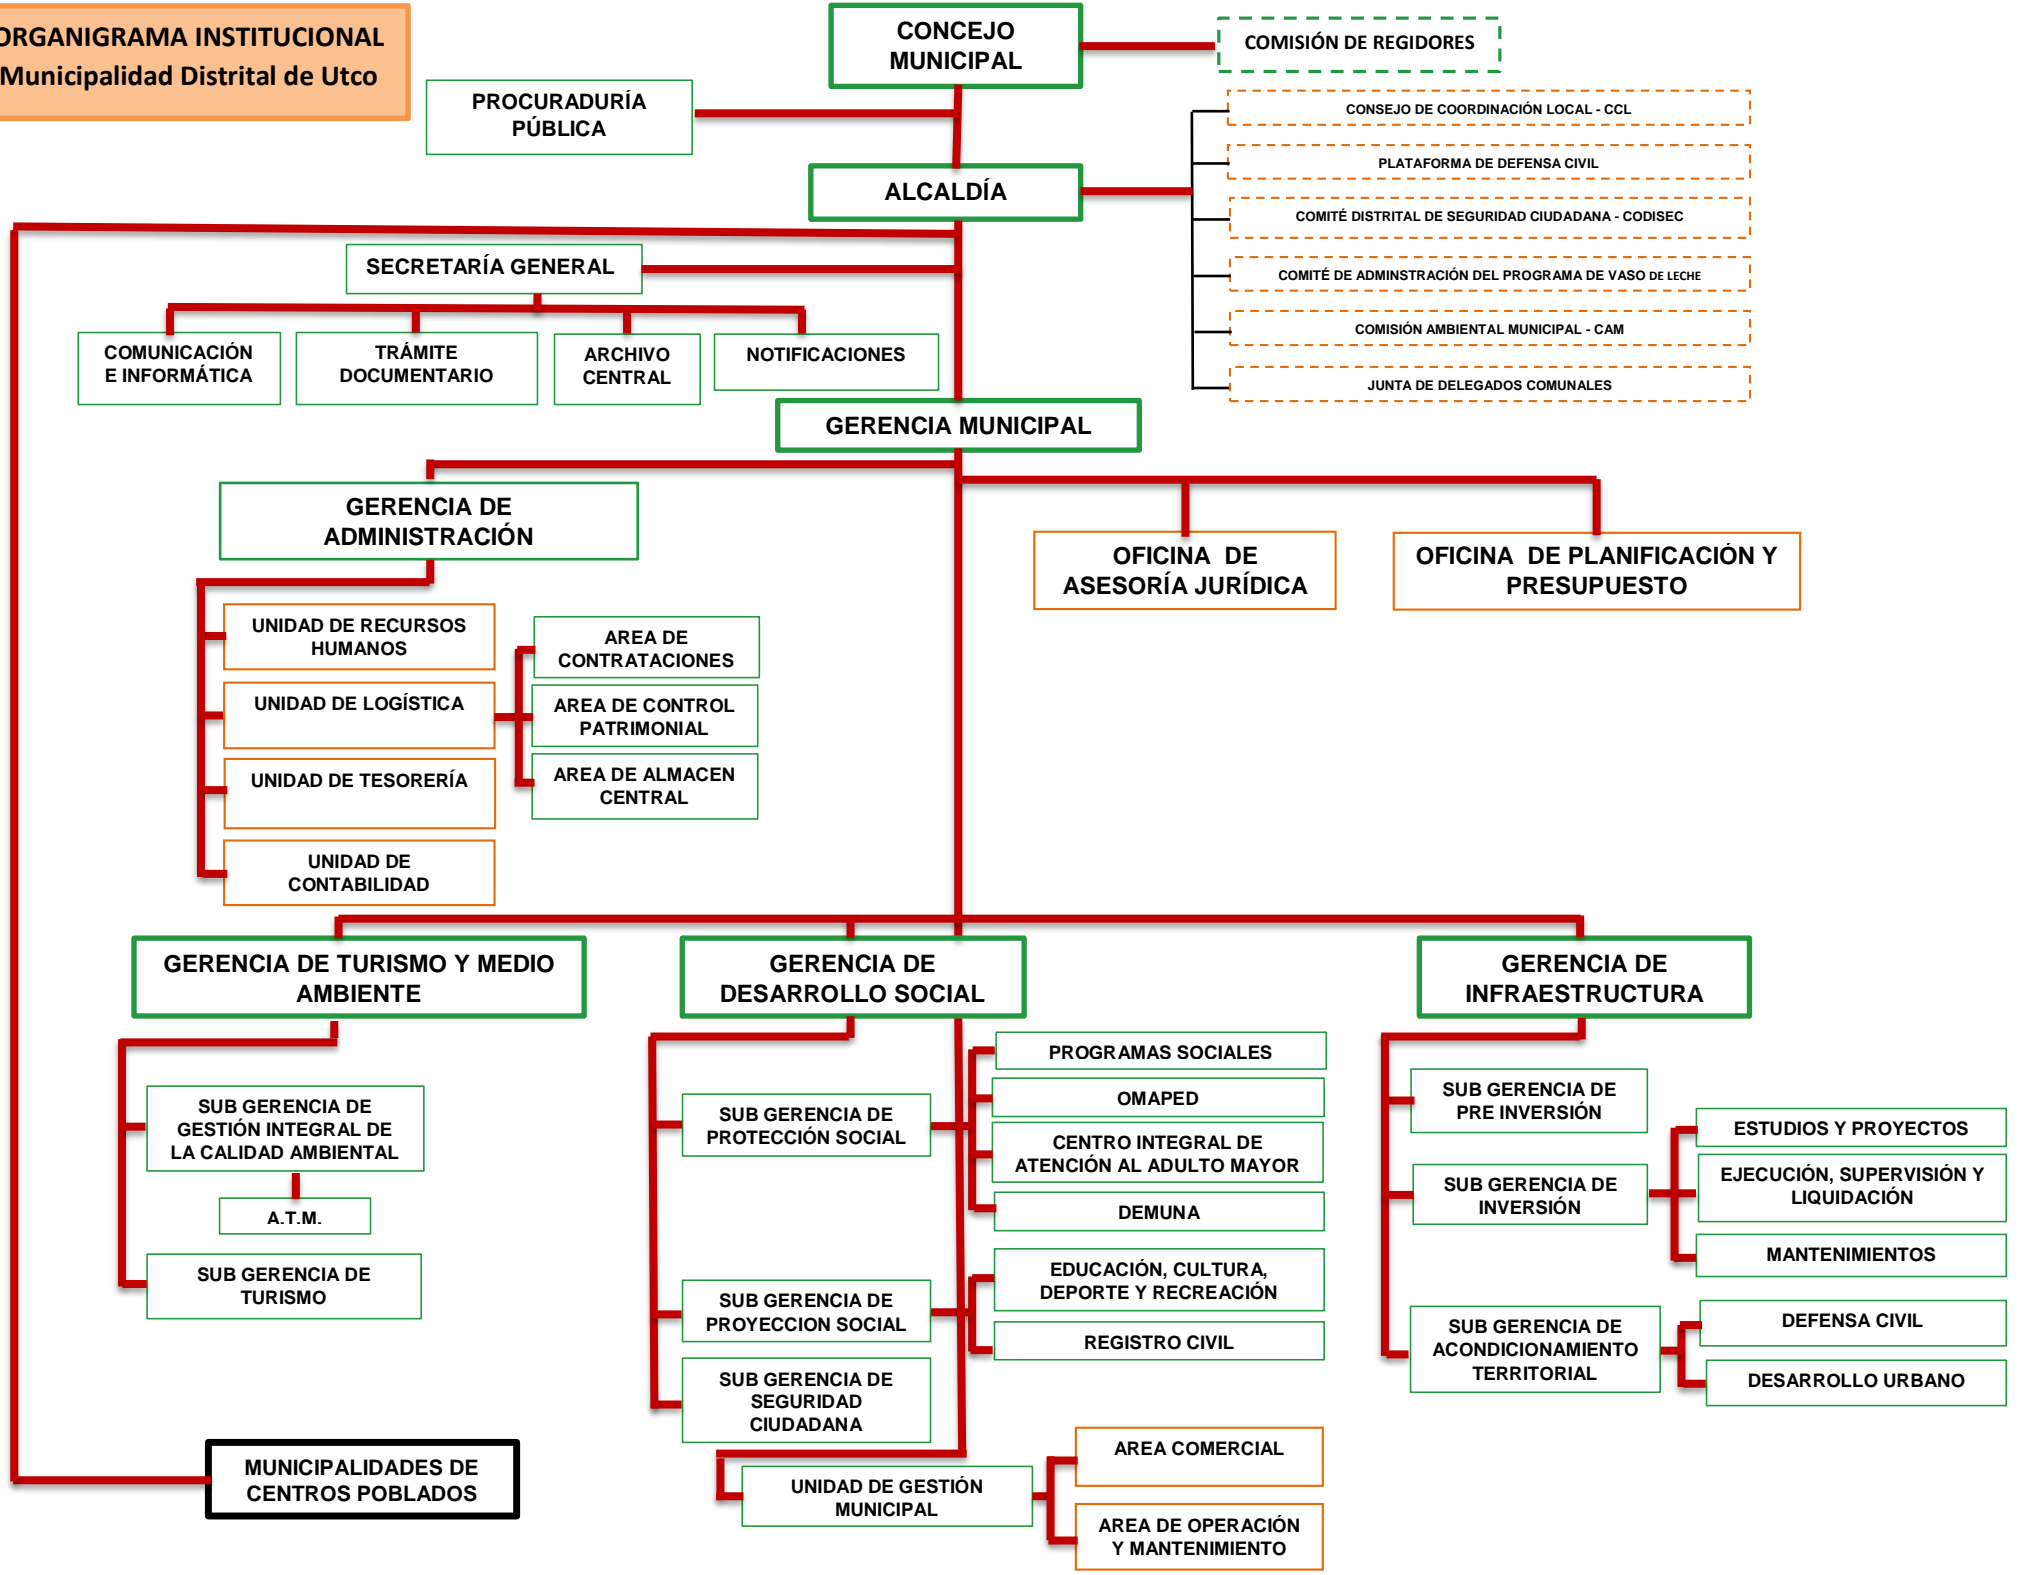 ORGANIGRAMA INSTITUCIONAL
Municipalidad Distrital de Utco
CONCEJO
MUNICIPAL
COMISIÓN DE REGIDORES
PROCURADURÍA
PÚBLICA
CONSEJO DE COORDINACIÓN LOCAL - CCL
PLATAFORMA DE DEFENSA CIVIL
ALCALDÍA
COMITÉ DISTRITAL DE SEGURIDAD CIUDADANA - CODISEC
COMITÉ DE ADMINSTRACIÓN DEL PROGRAMA DE VASO DE LECHE
COMISIÓN AMBIENTAL MUNICIPAL - CAM
JUNTA DE DELEGADOS COMUNALES
SECRETARÍA GENERAL
COMUNICACIÓN
E INFORMÁTICA
TRÁMITE
DOCUMENTARIO
ARCHIVO
CENTRAL
NOTIFICACIONES
GERENCIA MUNICIPAL
GERENCIA DE
ADMINISTRACIÓN
OFICINA DE
ASESORÍA JURÍDICA
OFICINA DE PLANIFICACIÓN Y
PRESUPUESTO
UNIDAD DE RECURSOS
HUMANOS
UNIDAD DE LOGÍSTICA
UNIDAD DE TESORERÍA
UNIDAD DE
CONTABILIDAD
AREA DE
CONTRATACIONES
AREA DE CONTROL
PATRIMONIAL
AREA DE ALMACEN
CENTRAL
GERENCIA DE TURISMO Y MEDIO
AMBIENTE
SUB GERENCIA DE
GESTIÓN INTEGRAL DE
LA CALIDAD AMBIENTAL
A.T.M.
SUB GERENCIA DE
TURISMO
GERENCIA DE
DESARROLLO SOCIAL
SUB GERENCIA DE
PROTECCIÓN SOCIAL
PROGRAMAS SOCIALES
OMAPED
CENTRO INTEGRAL DE
ATENCIÓN AL ADULTO MAYOR
DEMUNA
SUB GERENCIA DE
PROYECCION SOCIAL
EDUCACIÓN, CULTURA,
DEPORTE Y RECREACIÓN
REGISTRO CIVIL
SUB GERENCIA DE
SEGURIDAD
CIUDADANA
GERENCIA DE
INFRAESTRUCTURA
SUB GERENCIA DE
PRE INVERSIÓN
SUB GERENCIA DE
INVERSIÓN
ESTUDIOS Y PROYECTOS
EJECUCIÓN, SUPERVISIÓN Y
LIQUIDACIÓN
MANTENIMIENTOS
SUB GERENCIA DE
ACONDICIONAMIENTO
TERRITORIAL
DEFENSA CIVIL
DESARROLLO URBANO
MUNICIPALIDADES DE
CENTROS POBLADOS
UNIDAD DE GESTIÓN
MUNICIPAL
AREA COMERCIAL
AREA DE OPERACIÓN
Y MANTENIMIENTO